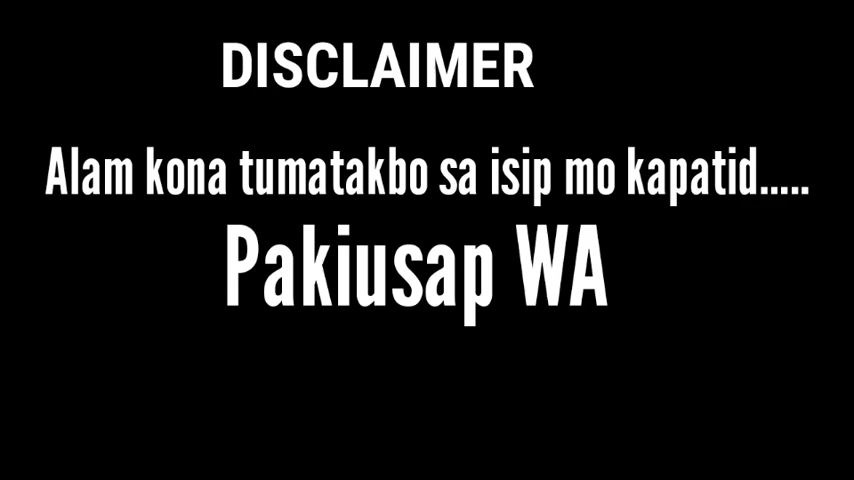 DISCLAIMER
Alam kona tumatakbo sa isip mo kapatid.....
Pakiusap WA